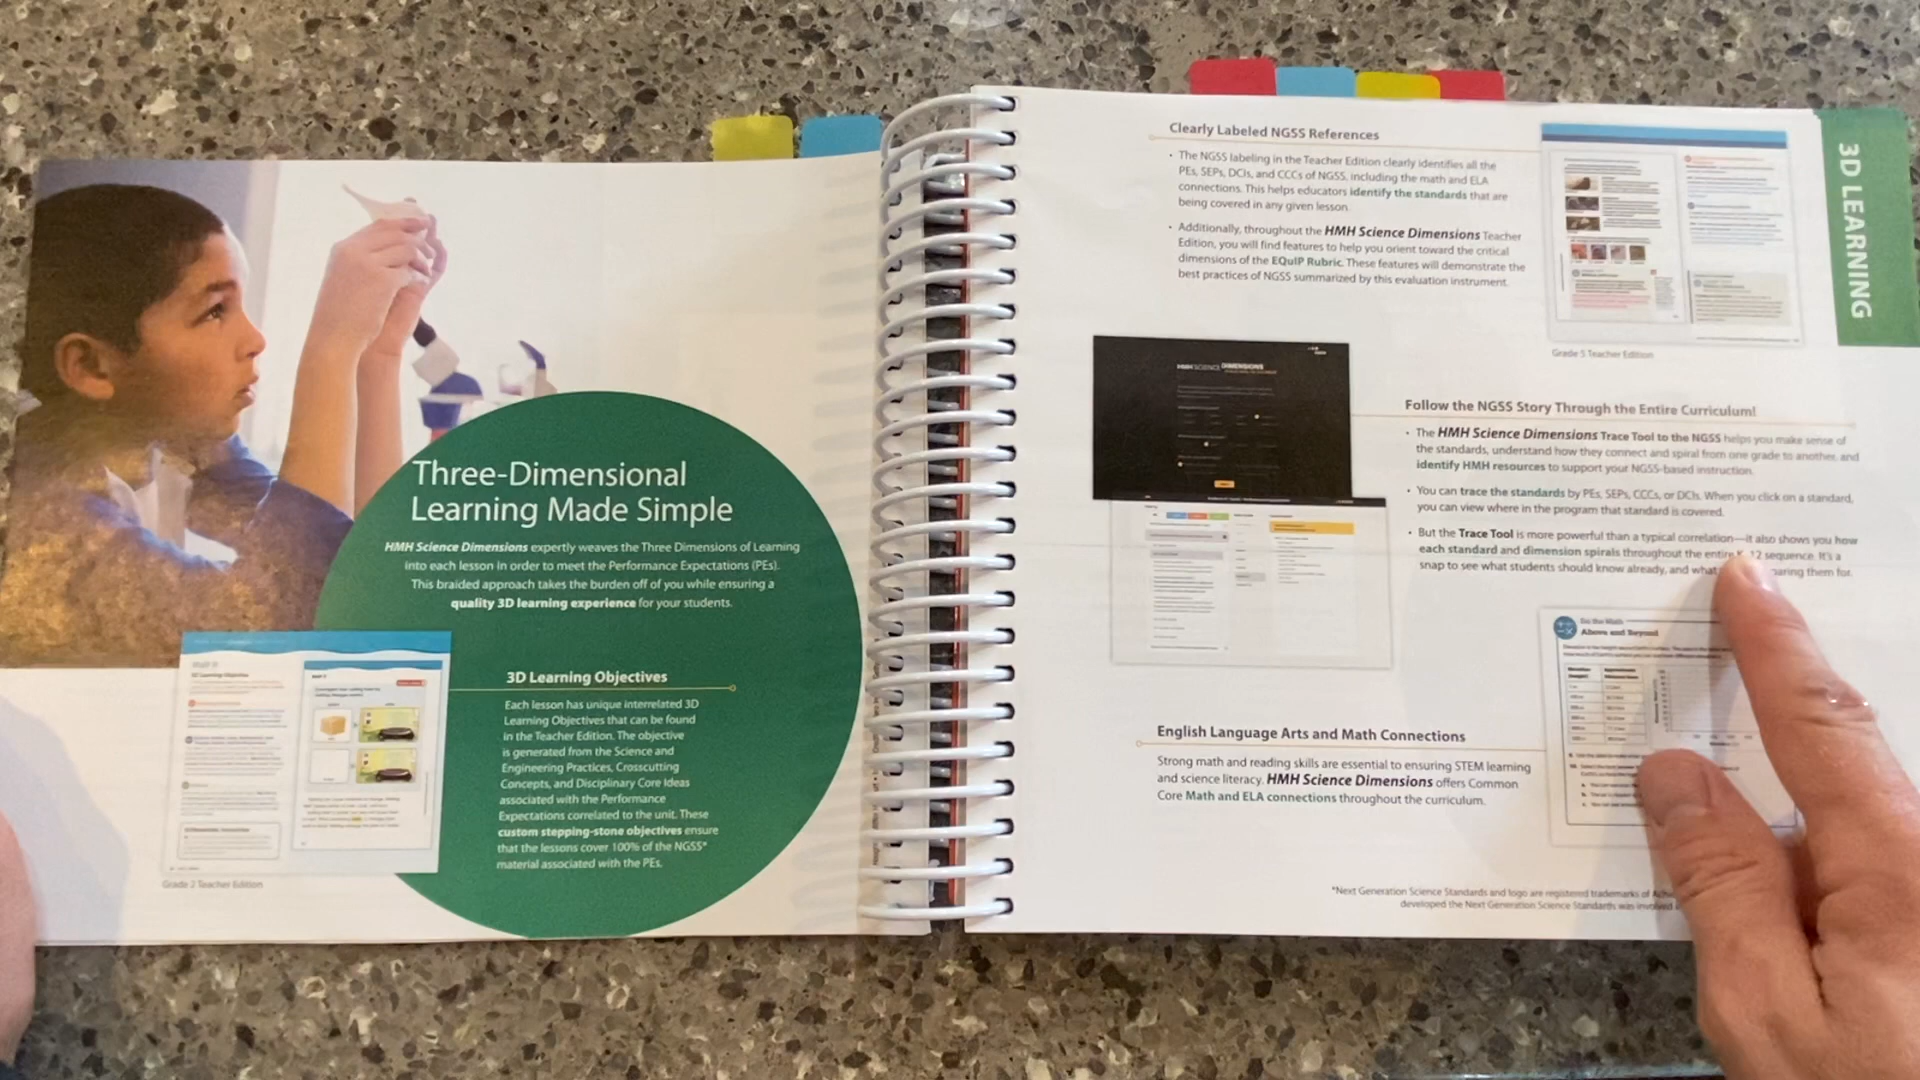 Three-Dimensional
Learning Made Simple
HMH Science Dimensions expertly weaves the Three Dimensions of Learning
into each lesson in order to meet the Performance Expectations (PEs).
This braided approach takes the burden off of you while ensuring a
quality 3D learning experience for your students.
3D Learning Objectives
Each lesson has unique interrelated 3D
Learning Objectives that can be found
in the Teacher Edition. The objective
is generated from the Science and
Engineering Practices, Crosscutting
Concepts, and Disciplinary Core Ideas
associated with the Performance
Expectations correlated to the unit. These
custom stepping-stone objectives ensure
that the lessons cover 100% of the NGSS*
material associated with the PEs.
Grade 2 Teacher Edition
Clearly Labeled NGSS References
• The NGSS labeling in the Teacher Edition clearly identifies all the
PEs, SEPs, DCIs, and CCCs of NGSS, including the math and ELA
connections. This helps educators identify the standards that are
being covered in any given lesson.
• Additionally, throughout the HMH Science Dimensions Teacher
Edition, you will find features to help you orient toward the critical
dimensions of the EQuIP Rubric. These features will demonstrate the
best practices of NGSS summarized by this evaluation instrument.
Grade 5 Teacher Edition
3D LEARNING
HMH SCIENCE DIMENSIONS
Follow the NGSS Story Through the Entire Curriculum!
• The HMH Science Dimensions Trace Tool to the NGSS helps you make sense of
the standards, understand how they connect and spiral from one grade to another, and
identify HMH resources to support your NGSS-based instruction.
• You can trace the standards by PEs, SEPs, CCCs, or DCIs. When you click on a standard,
you can view where in the program that standard is covered.
• But the Trace Tool is more powerful than a typical correlation—it also shows you how
each standard and dimension spirals throughout the entire K 12 sequence. It's a
snap to see what students should know already, and what paring them for.
Do the Math
Above and Beyond
English Language Arts and Math Connections
Strong math and reading skills are essential to ensuring STEM learning
and science literacy. HMH Science Dimensions offers Common
Core Math and ELA connections throughout the curriculum.
*Next Generation Science Standards and logo are registered trademarks of
developed the Next Generation Science Standards was involved